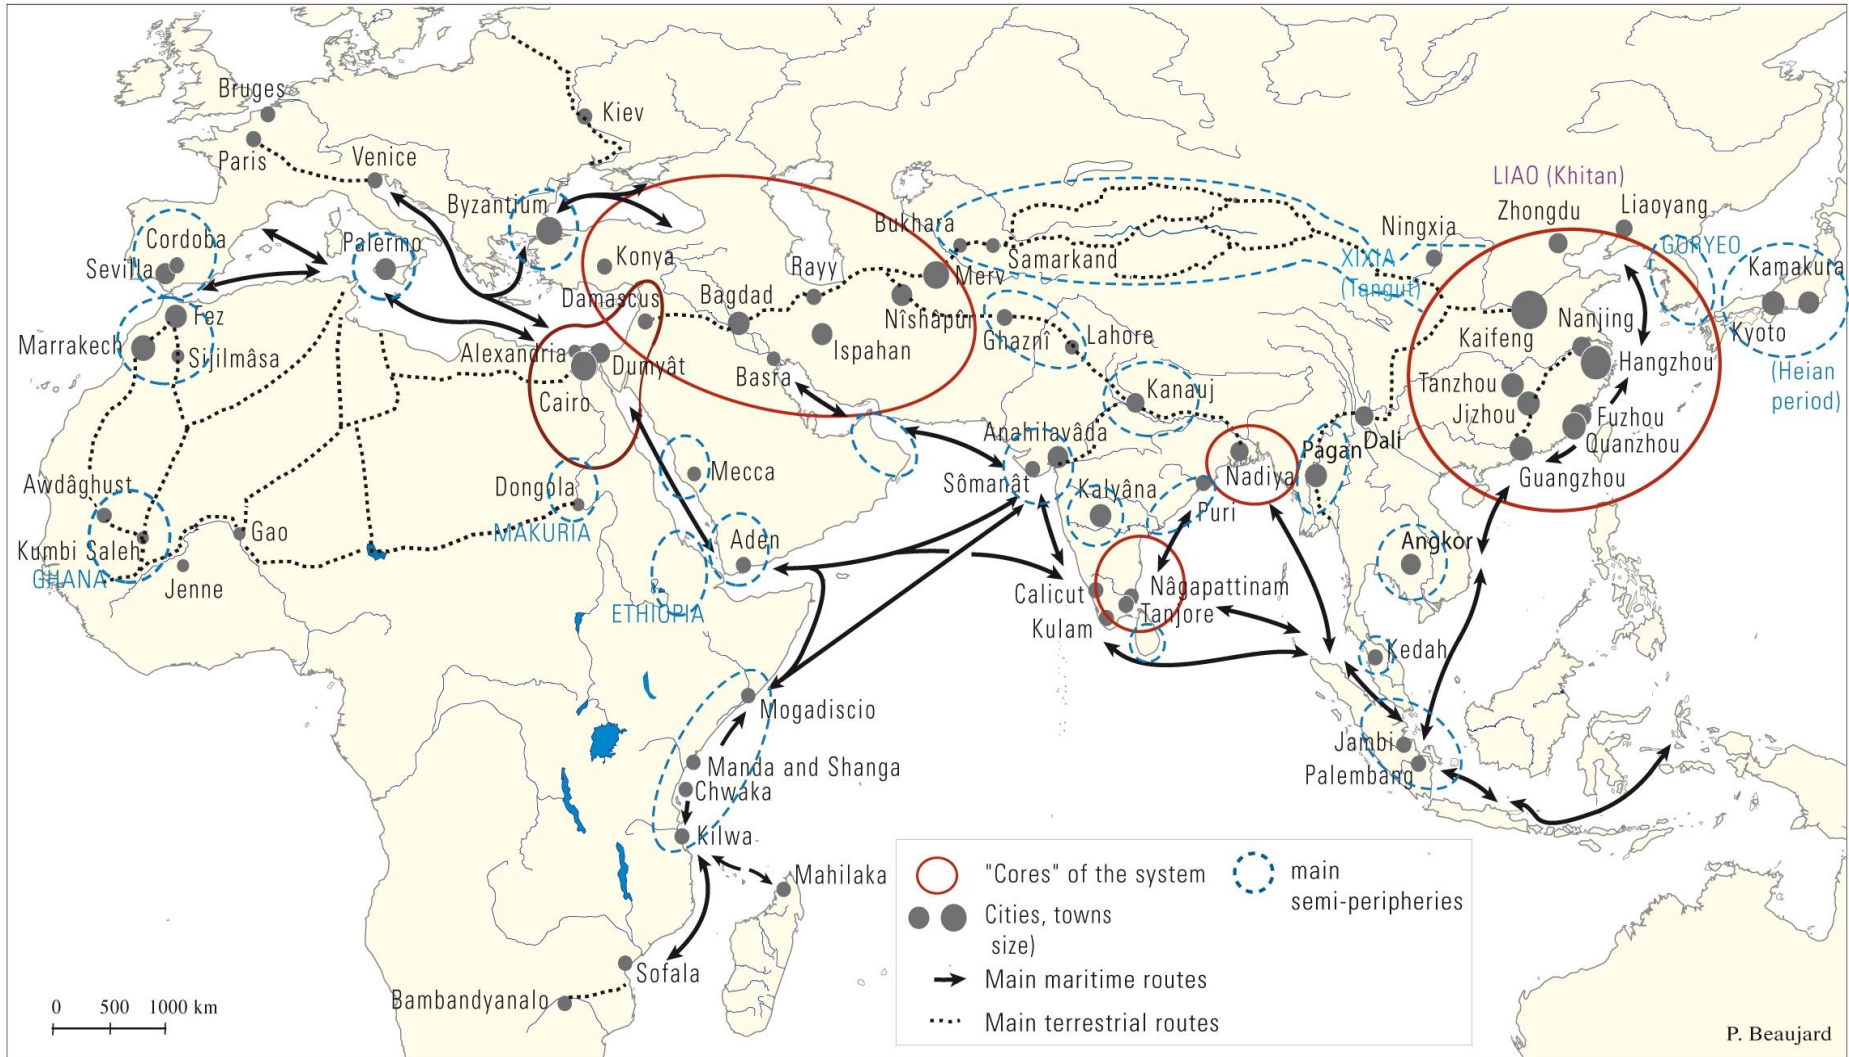 Bruges
Kiev
Paris
Venice
LIAO (Khitan)
Zhongdu
Liaoyang
Byzantium
Bukhara
Ningxia
Cordoba
Palermo
GORYEO
Sevilla
Konya
Rayy
Merv
Samarkand
XIXIA
(Tangut)
Kamakura
Damascus
Bagdad
Nîshâpûr
Fez
Ghaznî
Lahore
Kaifeng
Nanjing
Kyoto
Marrakech
Sijilmâsa
Alexandria
Dumyât
Ispahan
Hangzhou
Basra
Kanauj
Tanzhou
(Heian
period)
Cairo
Jizhou
Fuzhou
Anahilavâda
Pagan
Dali
Quanzhou
Mecca
Sômanât
Nadiya
Guangzhou
Awdâghust
Dongola
Kalyâna
Puri
MAKURIA
Gao
Aden
Angkor
Kumbi Saleh
GHANA
Jenne
Calicut
Nâgapattinam
ETHIOPIA
Tanjore
Kulam
Kedah
Mogadiscio
Jambi
Manda and Shanga
Palembang
Chwaka
Kilwa
Mahilaka
Sofala
Bambandyanalo
"Cores" of the system
main
semi-peripheries
Cities, towns
size)
Main maritime routes
Main terrestrial routes
0 500 1000 km
P. Beaujard